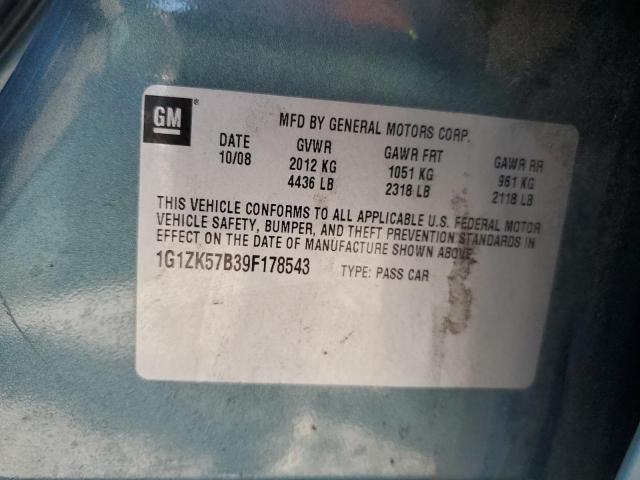 GM®
MFD BY GENERAL MOTORS CORP.
DATE GVWR GAWR FRT GAWR RR
10/08 2012 KG 1051 KG 961 KG
4436 LB 2318 LB 2118 LB
THIS VEHICLE CONFORMS TO ALL APPLICABLE U.S. FEDERAL MOTOR
VEHICLE SAFETY, BUMPER, AND THEFT PREVENTION STANDARDS IN
EFFECT ON THE DATE OF MANUFACTURE SHOWN ABOVE.
1G1ZK57B39F178543 TYPE: PASS CAR